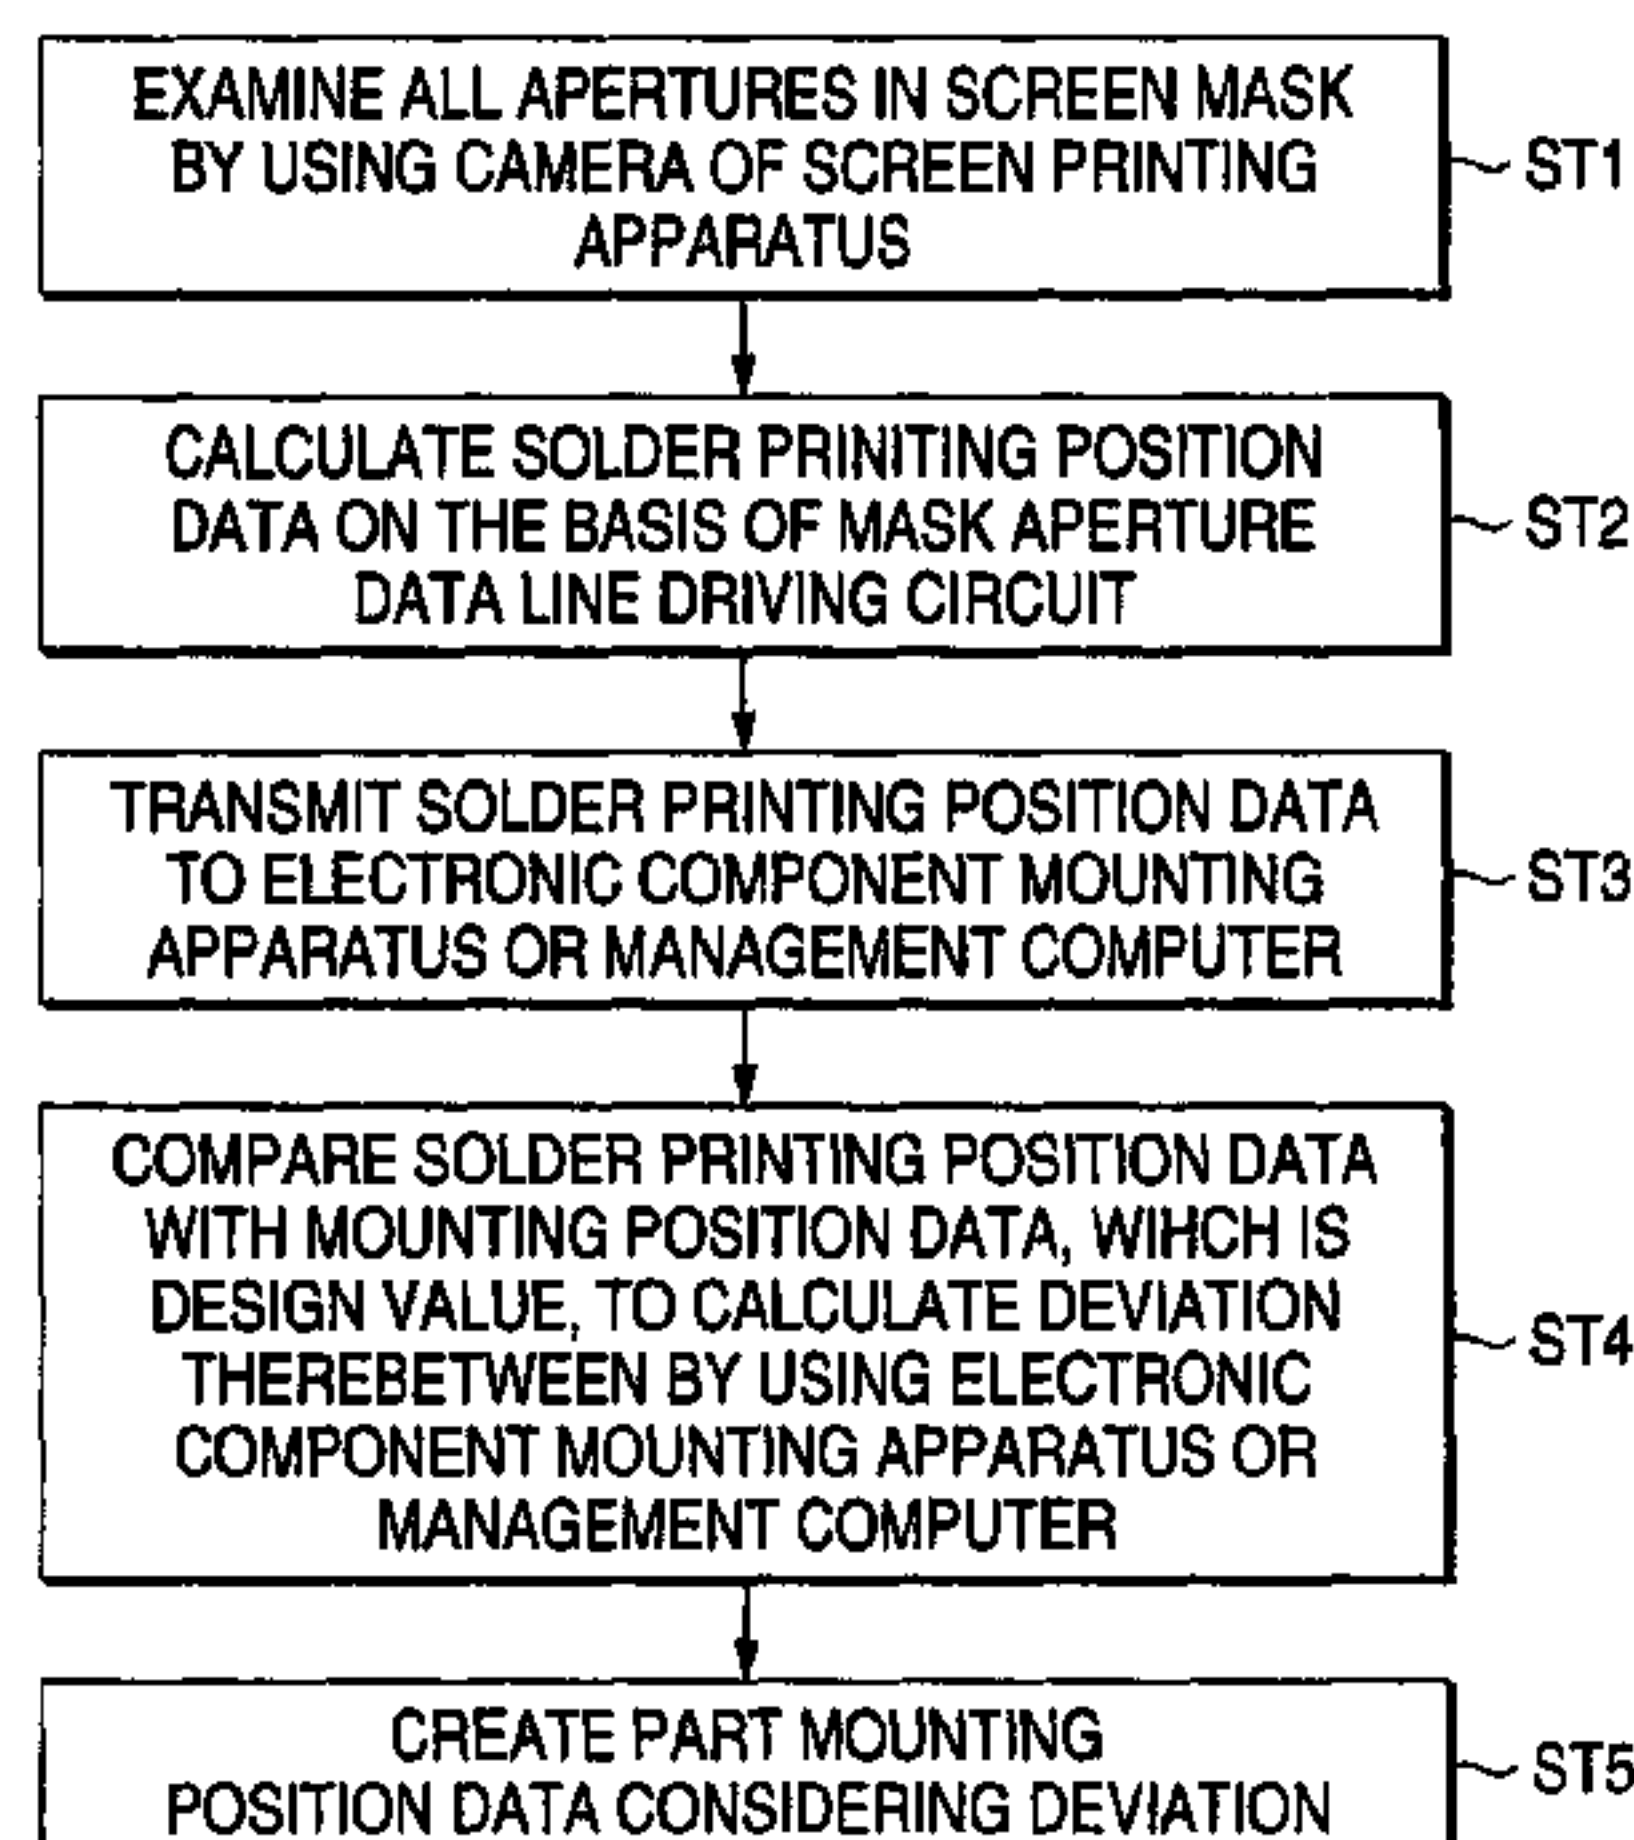 EXAMINE ALL APERTURES IN SCREEN MASK
BY USING CAMERA OF SCREEN PRINTING
APPARATUS
ST1
CALCULATE SOLDER PRINITING POSITION
DATA ON THE BASIS OF MASK APERTURE
DATA LINE DRIVING CIRCUIT
ST2
TRANSMIT SOLDER PRINTING POSITION DATA
TO ELECTRONIC COMPONENT MOUNTING
APPARATUS OR MANAGEMENT COMPUTER
ST3
COMPARE SOLDER PRINTING POSITION DATA
WITH MOUNTING POSITION DATA, WIHCH IS
DESIGN VALUE, TO CALCULATE DEVIATION
THEREBETWEEN BY USING ELECTRONIC
COMPONENT MOUNTING APPARATUS OR
MANAGEMENT COMPUTER
ST4
CREATE PART MOUNTING
POSITION DATA CONSIDERING DEVIATION
ST5